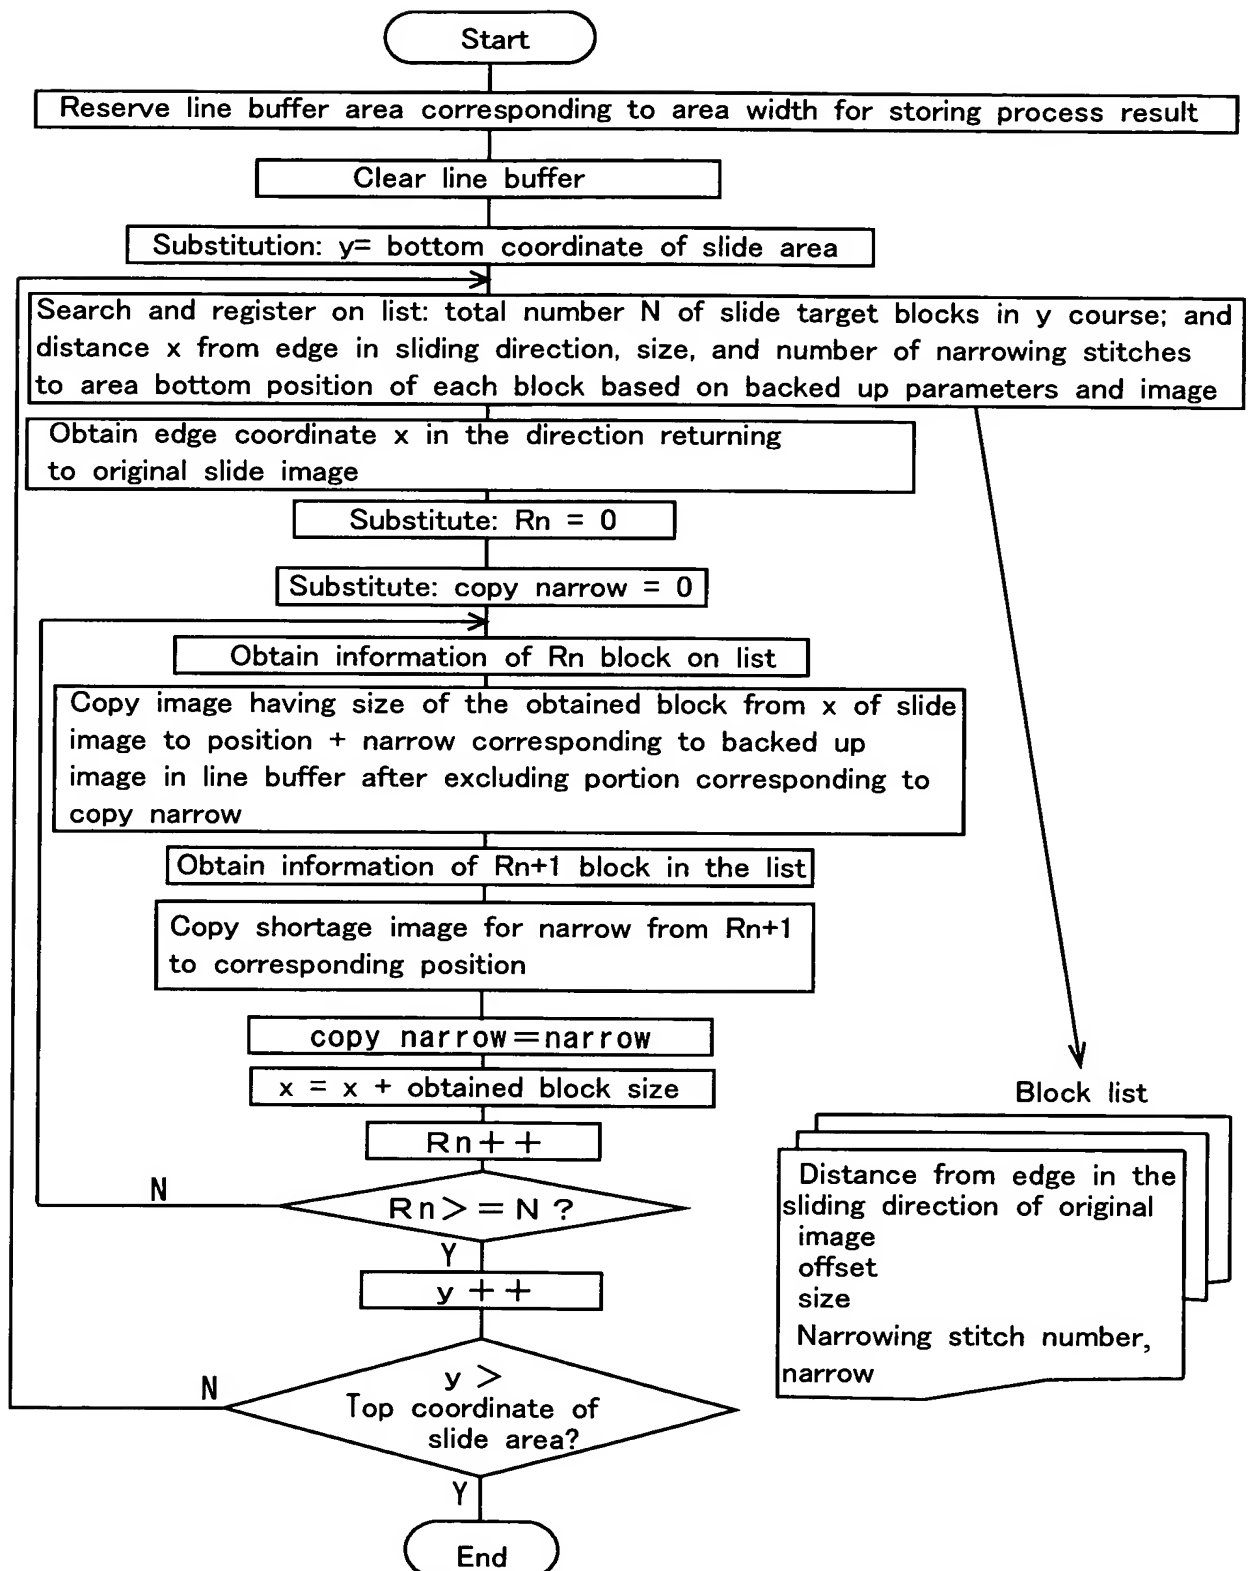 Start
Reserve line buffer area corresponding to area width for storing process result
Clear line buffer
Substitution: y= bottom coordinate of slide area
Search and register on list: total number N of slide target blocks in y course; and
distance x from edge in sliding direction, size, and number of narrowing stitches
to area bottom position of each block based on backed up parameters and image
Obtain edge coordinate x in the direction returning
to original slide image
Substitute: Rn = 0
Substitute: copy narrow = 0
Obtain information of Rn block on list
Copy image having size of the obtained block from x of slide
image to position + narrow corresponding to backed up
image in line buffer after excluding portion corresponding to
copy narrow
Obtain information of Rn+1 block in the list
Copy shortage image for narrow from Rn+1
to corresponding position
copy narrow=narrow
x = x + obtained block size
Rn++
N
Rn>=N?
Y
y++
N
y >
Top coordinate of
slide area?
Y
End
Block list
Distance from edge in the
sliding direction of original
image
offset
size
Narrowing stitch number,
narrow